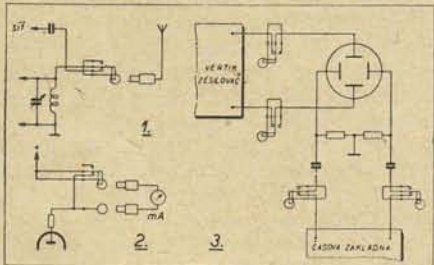 síť
1.
VERTIK.
ZESILOVAČ
mA
2.
3.
ČASOVÁ ZÁKLADNA